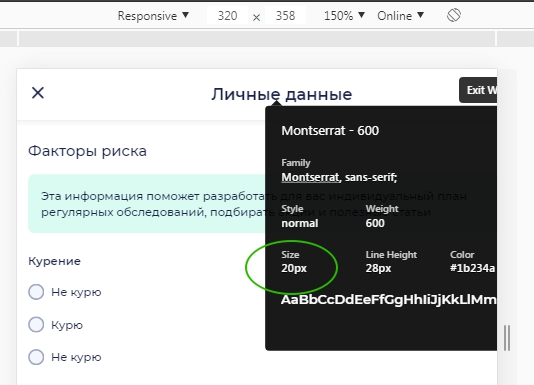 Responsive ▼ 320 × 358 150% ▼ Online ▼
Личные данные
Exit W
Montserrat - 600
Факторы риска
Family
Montserrat, sans-serif;
Эта информация поможет разработать для вас индивидуальный план
регулярных обследований, подбирать и полезные статьи
Style Weight
normal 600
Size Line Height Color
20px 28px #1b234a
Курение
Не курю
AaBbCcDdEeFfGgHhIiJjKkLlMm
Курю
Не курю